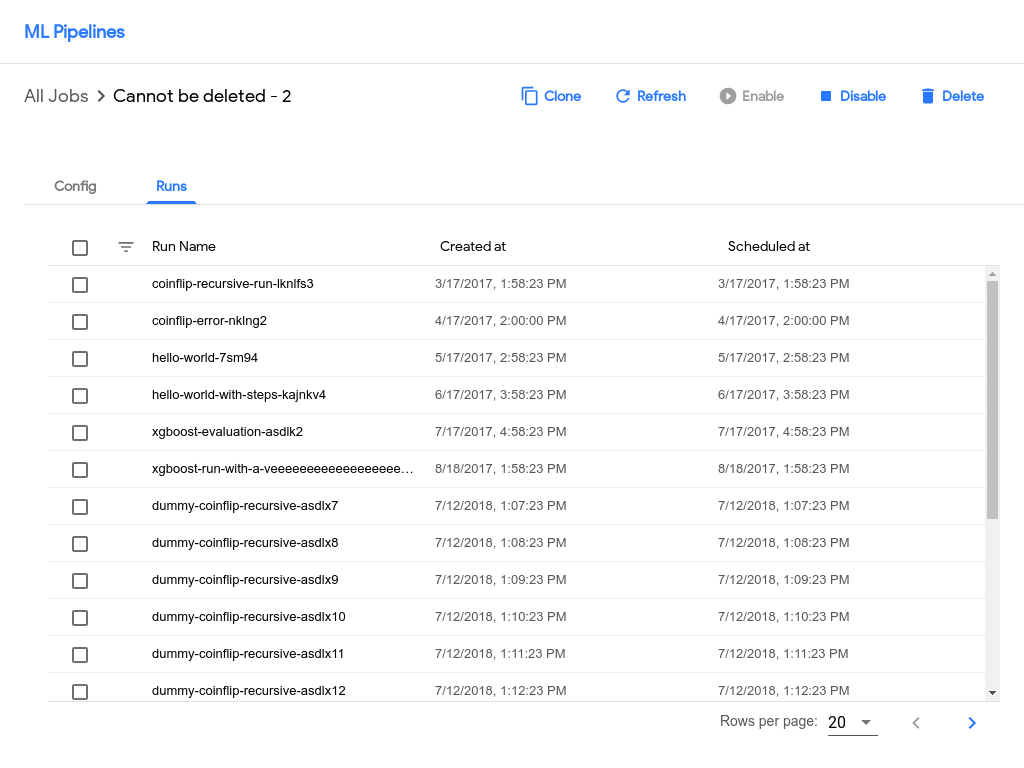 ML Pipelines
All Jobs > Cannot be deleted - 2
Clone Refresh Enable Disable Delete
Config Runs
Run Name Created at Scheduled at
coinflip-recursive-run-lknlfs3 3/17/2017, 1:58:23 PM 3/17/2017, 1:58:23 PM
coinflip-error-nklng2 4/17/2017, 2:00:00 PM 4/17/2017, 2:00:00 PM
hello-world-7sm94 5/17/2017, 2:58:23 PM 5/17/2017, 2:58:23 PM
hello-world-with-steps-kajnkv4 6/17/2017, 3:58:23 PM 6/17/2017, 3:58:23 PM
xgboost-evaluation-asdlk2 7/17/2017, 4:58:23 PM 7/17/2017, 4:58:23 PM
xgboost-run-with-a-veeeeeeeeeeeeeeeeee… 8/18/2017, 1:58:23 PM 8/18/2017, 1:58:23 PM
dummy-coinflip-recursive-asdlx7 7/12/2018, 1:07:23 PM 7/12/2018, 1:07:23 PM
dummy-coinflip-recursive-asdlx8 7/12/2018, 1:08:23 PM 7/12/2018, 1:08:23 PM
dummy-coinflip-recursive-asdlx9 7/12/2018, 1:09:23 PM 7/12/2018, 1:09:23 PM
dummy-coinflip-recursive-asdlx10 7/12/2018, 1:10:23 PM 7/12/2018, 1:10:23 PM
dummy-coinflip-recursive-asdlx11 7/12/2018, 1:11:23 PM 7/12/2018, 1:11:23 PM
dummy-coinflip-recursive-asdlx12 7/12/2018, 1:12:23 PM 7/12/2018, 1:12:23 PM
Rows per page: 20